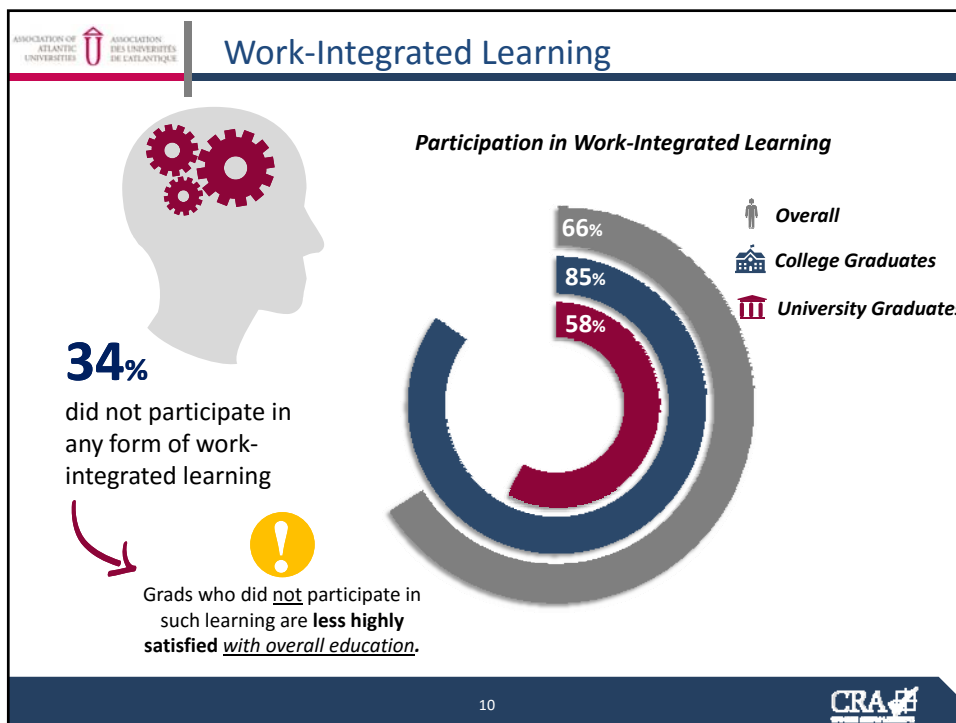 ASSOCIATION OF
ATLANTIC
UNIVERSITIES
ASSOCIATION
DES UNIVERSITÉS
DE L'ATLANTIQUE
Work-Integrated Learning
Participation in Work-Integrated Learning
66%
85%
58%
Overall
College Graduates
University Graduates
34%
did not participate in
any form of work-
integrated learning
!
Grads who did not participate in
such learning are less highly
satisfied with overall education.
10
CRA